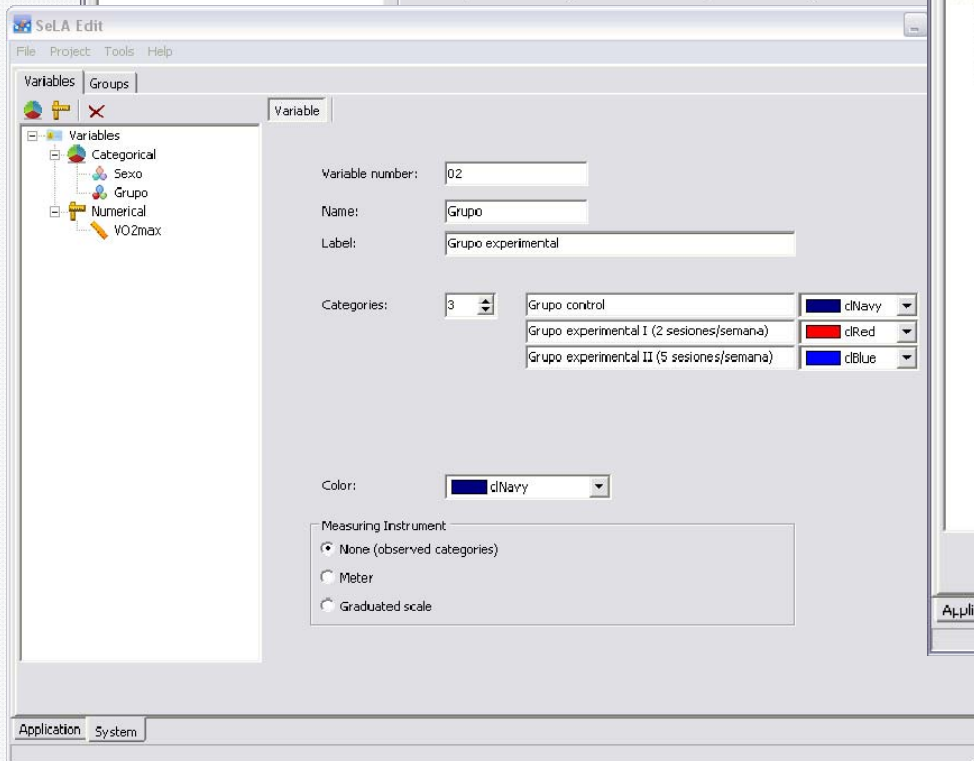 SeLA Edit
File Project Tools Help
Variables Groups
Variable
Variables
Categorical
Sexo
Grupo
Numerical
VO2max
Variable number: 02
Name: Grupo
Label: Grupo experimental
Categories: 3 Grupo control clNavy
Grupo experimental I (2 sesiones/semana) clRed
Grupo experimental II (5 sesiones/semana) clBlue
Color: clNavy
Measuring Instrument
None (observed categories)
Meter
Graduated scale
Appli
Application System